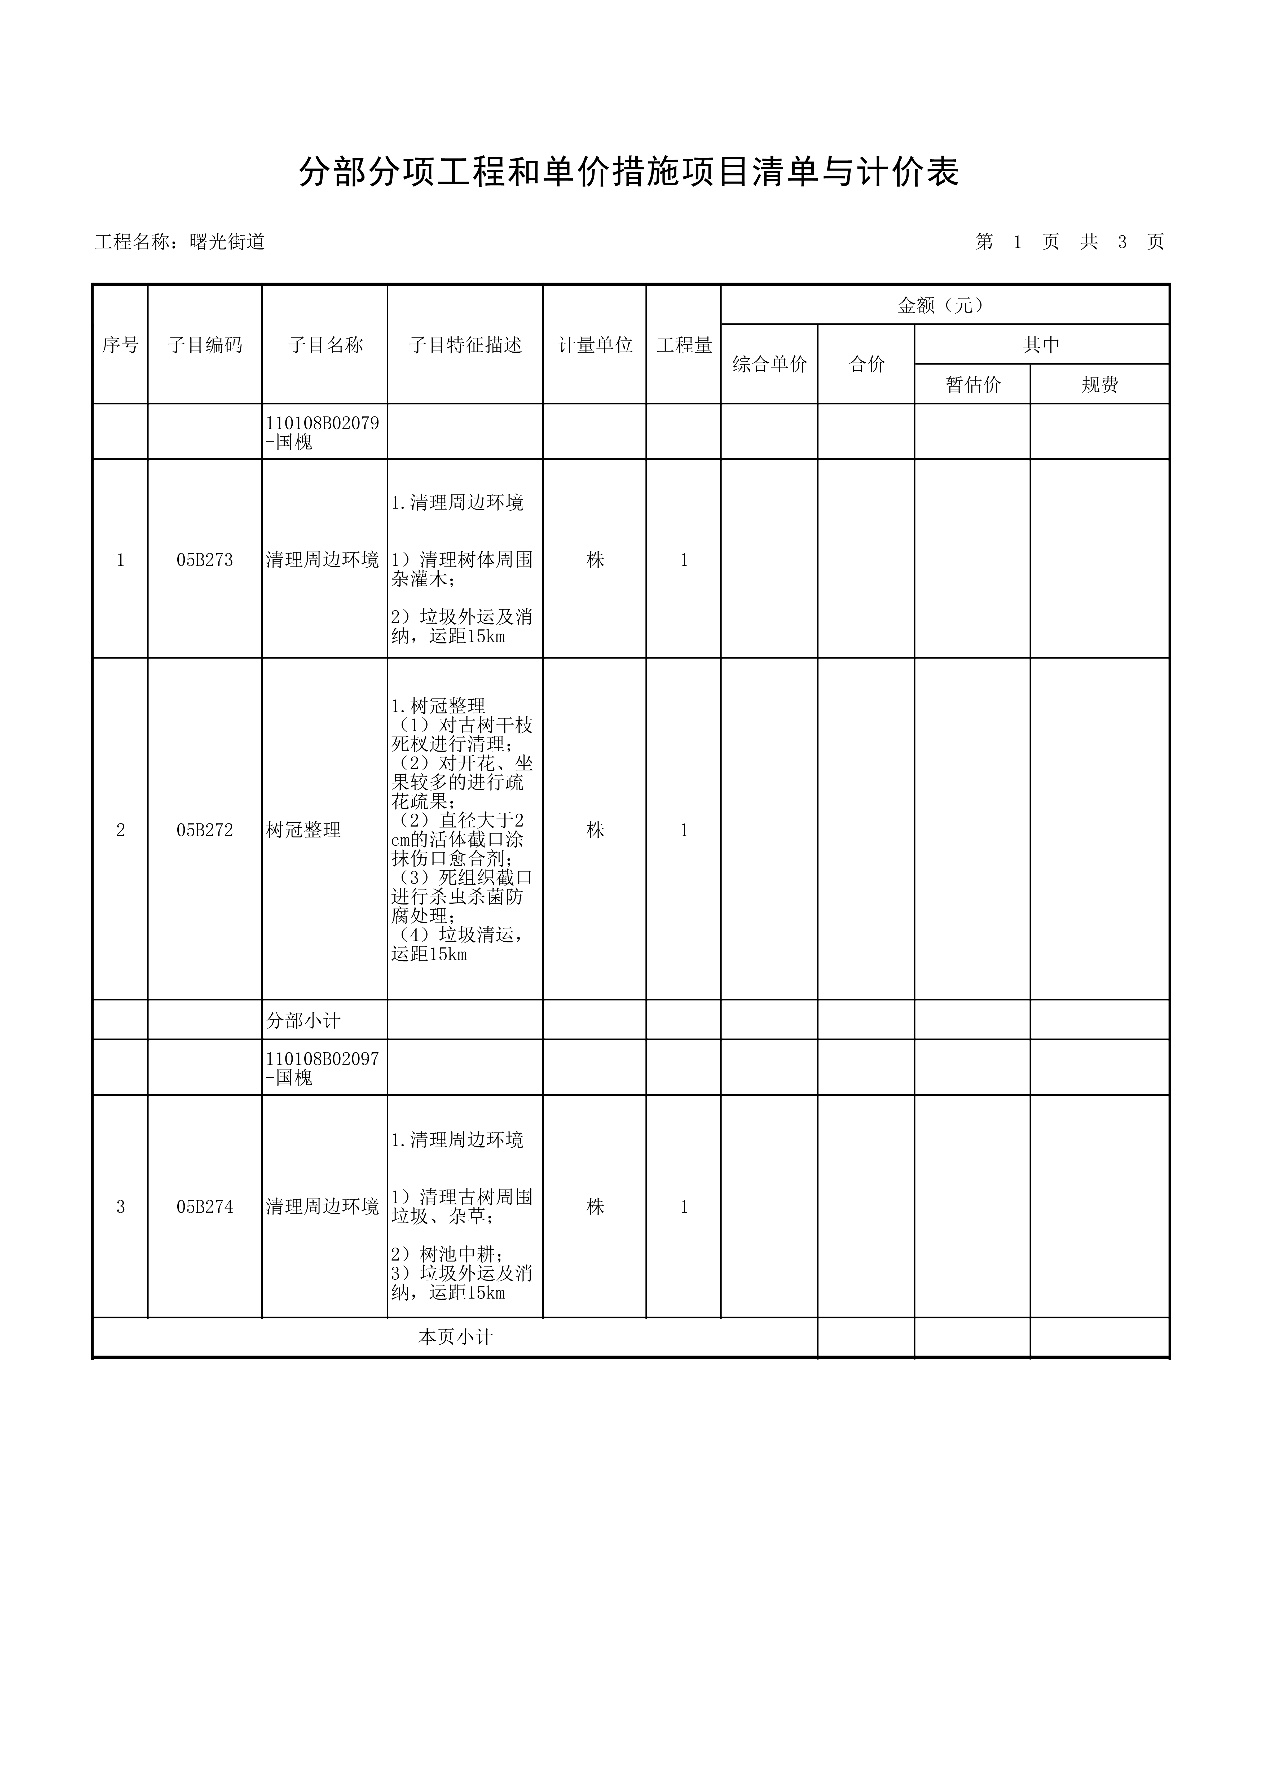 分部分项工程和单价措施项目清单与计价表
工程名称：曙光街道
第 1 页 共 3 页
序号 子目编码 子目名称 子目特征描述 计量单位 工程量 金额（元）
综合单价 合价 其中
暂估价 规费
110108B02079
-国槐
1.清理周边环境
1 05B273 清理周边环境 1）清理树体周围 株 1
杂灌木；
2）垃圾外运及消
纳，运距15km
1.树冠整理
（1）对古树干枝
死杈进行清理；
（2）对开花、坐
果较多的进行疏
花疏果；
（2）直径大于2
2 05B272 树冠整理 株 1
cm的活体截口涂
抹伤口愈合剂；
（3）死组织截口
进行杀虫杀菌防
腐处理；
（4）垃圾清运，
运距15km
分部小计
110108B02097
-国槐
1.清理周边环境
3 05B274 清理周边环境 1）清理古树周围 株 1
垃圾、杂草；
2）树池中耕；
3）垃圾外运及消
纳，运距15km
本页小计